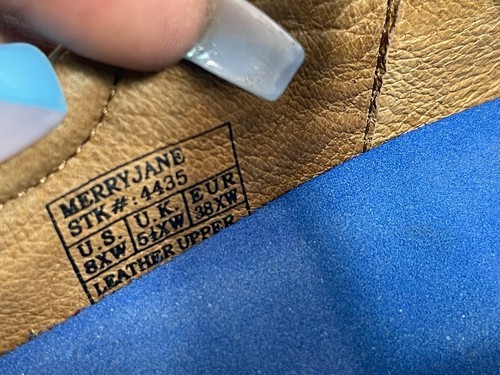 MERRYJANE
STK#: 4435
U.S. U.K. EUR
8XW 5½XW 38XW
LEATHER UPPER